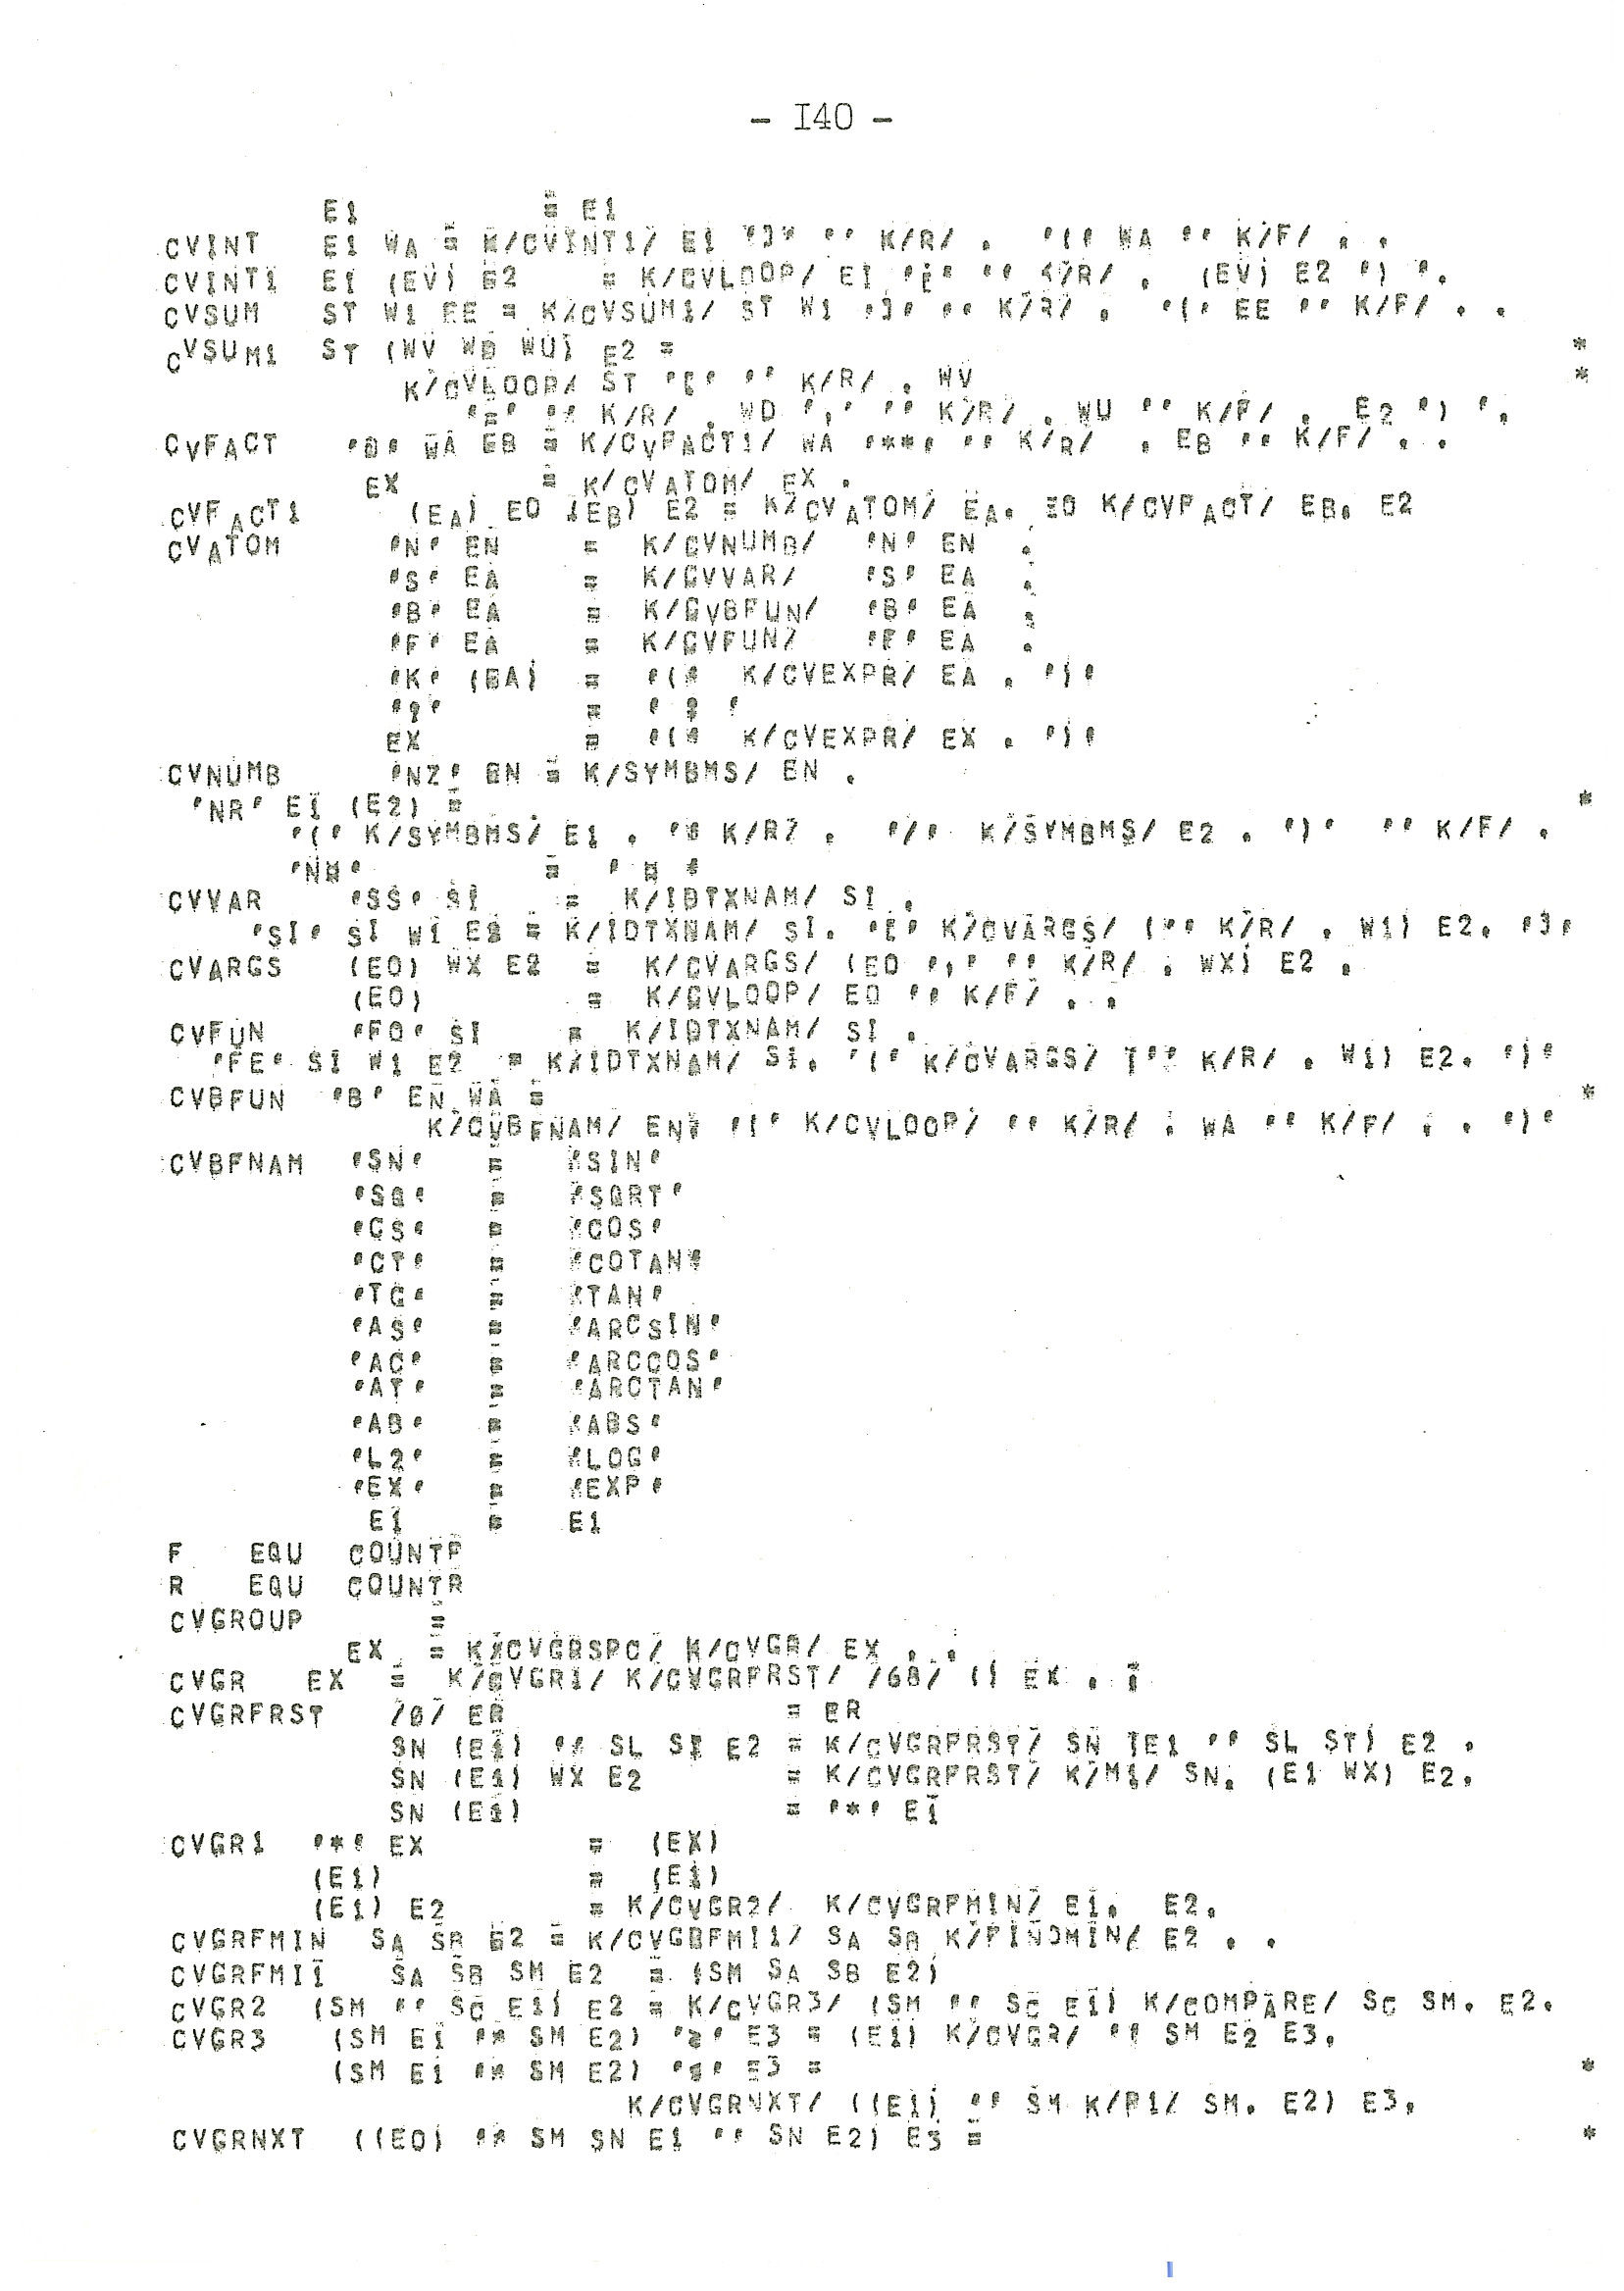 - I40 -
E1 = E1
CVINT E1 WA = K/CVINT1/ E1 ']' '' K/R/ . '(' WA '' K/F/ . .
CVINT1 E1 (EV) E2 = K/CVLOOP/ E1 '[' '' K/R/ . (EV) E2 ') '.
CVSUM ST W1 EE = K/CVSUM1/ ST W1 ']' '' K/R/ . '(' EE '' K/F/ . .
CVSUM1 ST (WV WD WU) E2 = *
K/CVLOOP/ ST '[' '' K/R/ . WV *
'=' '' K/R/ . WD ',' '' K/R/ . WU '' K/F/ . E2 ') '.
CVFACT 'D' WA EB = K/CVFACT1/ WA '**' '' K/R/ . EB '' K/F/ . .
EX = K/CVATOM/ EX .
CVFACT1 (EA) EO (EB) E2 = K/CVATOM/ EA. EO K/CVFACT/ EB. E2
CVATOM 'N' EN = K/CVNUMB/ 'N' EN .
'S' EA = K/CVVAR/ 'S' EA .
'B' EA = K/CVBFUN/ 'B' EA .
'F' EA = K/CVFUN/ 'F' EA .
'K' (EA) = '(' K/CVEXPR/ EA . ')'
EX = '(' K/CVEXPR/ EX . ')'
CVNUMB 'NZ' EN = K/SYMBMS/ EN .
'NR' E1 (E2) = *
'(' K/SYMBMS/ E1 . '' K/R/ . '/' K/SYMBMS/ E2 . ')' '' K/F/ .
CVVAR 'SS' SI = K/IDTXNAM/ SI .
'SI' SI W1 E2 = K/IDTXNAM/ SI. '[' K/CVARGS/ ('' K/R/ . W1) E2. ']'
CVARGS (EO) WX E2 = K/CVARGS/ (EO ',' '' K/R/ . WX) E2 .
(EO) = K/CVLOOP/ EO '' K/F/ . .
CVFUN 'FO' SI = K/IDTXNAM/ SI .
'FE' SI W1 E2 = K/IDTXNAM/ SI. '(' K/CVARGS/ ('' K/R/ . W1) E2. ')'
CVBFUN 'B' EN WA = *
K/CVBFNAM/ EN. '(' K/CVLOOP/ '' K/R/ . WA '' K/F/ . . ')'
CVBFNAM 'SN' = 'SIN'
'SQ' = 'SQRT'
'CS' = 'COS'
'CT' = 'COTAN'
'TG' = 'TAN'
'AS' = 'ARCSIN'
'AC' = 'ARCCOS'
'AT' = 'ARCTAN'
'AB' = 'ABS'
'L2' = 'LOG'
'EX' = 'EXP'
E1 = E1
F EQU COUNTF
R EQU COUNTR
CVGROUP =
EX = K/CVGRSPC/ K/CVGR/ EX . .
CVGR EX = K/CVGR1/ K/CVGRFRST/ /68/ () EX . .
CVGRFRST /0/ ER = ER
SN (E1) '' SL SI E2 = K/CVGRFRST/ SN (E1 '' SL SI) E2 .
SN (E1) WX E2 = K/CVGRFRST/ K/M1/ SN. (E1 WX) E2.
SN (E1) = '*' E1
CVGR1 '*' EX = (EX)
(E1) = (E1)
(E1) E2 = K/CVGR2/ K/CVGRFMIN/ E1. E2.
CVGRFMIN SA SB E2 = K/CVGRFMI1/ SA SB K/FINDMIN/ E2 . .
CVGRFMI1 SA SB SM E2 = (SM SA SB E2)
CVGR2 (SM '' SC E1) E2 = K/CVGR3/ (SM '' SC E1) K/COMPARE/ SC SM. E2.
CVGR3 (SM E1 '' SM E2) E3 = (E1) K/CVGR/ '' SM E2 E3.
(SM E1 '' SM E2) E3 = *
K/CVGRNXT/ ((E1) '' SM K/P1/ SM. E2) E3.
CVGRNXT ((EO) '' SM SN E1 '' SN E2) E3 = *